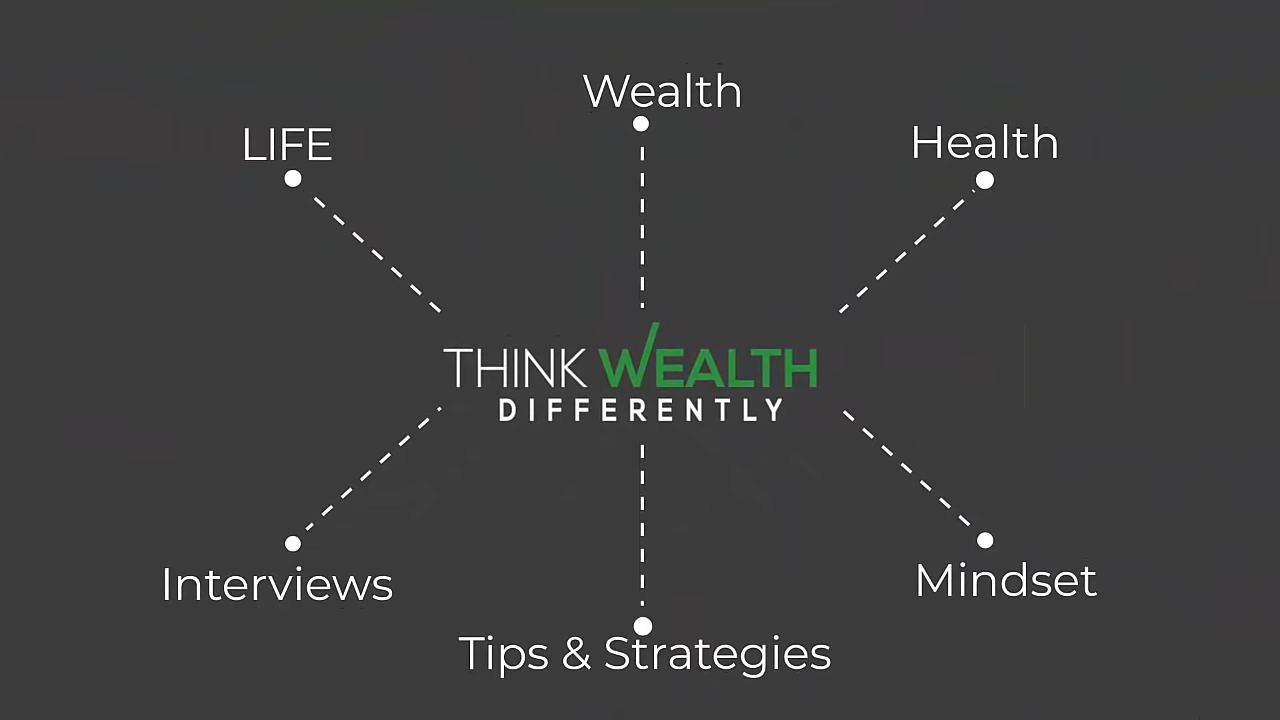 Wealth
LIFE
Health
THINK WEALTH
DIFFERENTLY
Interviews
Mindset
Tips & Strategies